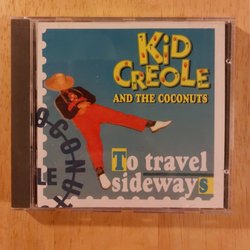 KiD
CREOLE
AND THE COCONUTS
To travel
sideways